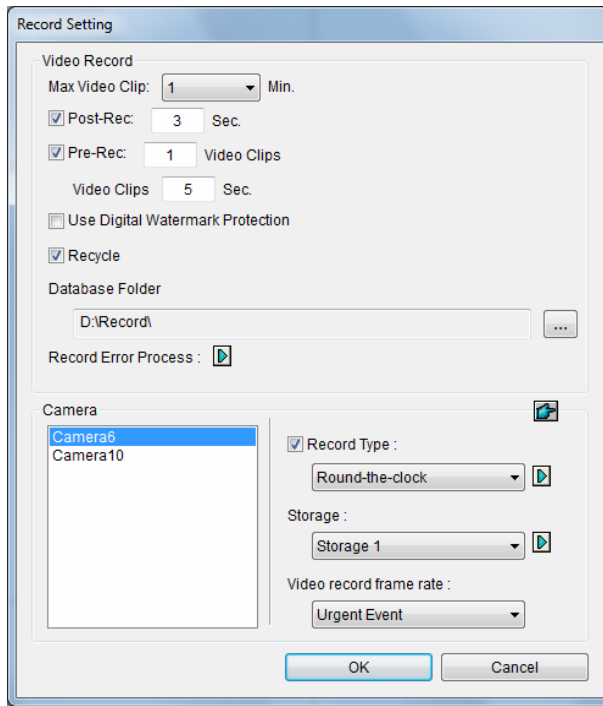 Record Setting
Video Record
Max Video Clip: 1 Min.
Post-Rec: 3 Sec.
Pre-Rec: 1 Video Clips
Video Clips 5 Sec.
Use Digital Watermark Protection
Recycle
Database Folder
D:\Record\
...
Record Error Process :
Camera
Camera6
Camera10
Record Type :
Round-the-clock
Storage :
Storage 1
Video record frame rate :
Urgent Event
OK Cancel